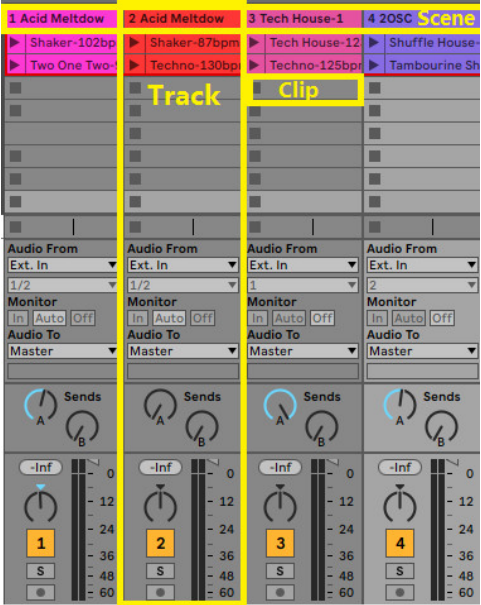 1 Acid Meltdow 2 Acid Meltdow 3 Tech House-1 4 2OSC Scene
Shaker-102bp Shaker-87bpm Tech House-12 Shuffle House-
Two One Two- Techno-130bp Techno-125bpr Tambourine Sh
Track Clip
Audio From Audio From Audio From Audio From
Ext. In Ext. In Ext. In Ext. In
1/2 1/2 1 2
Monitor Monitor Monitor Monitor
In Auto Off In Auto Off In Auto Off In Auto Off
Audio To Audio To Audio To Audio To
Master Master Master Master
Sends Sends Sends Sends
A A A A
B B B B
-Inf 0 -Inf 0 -Inf 0 -Inf 0
12 12 12 12
24 24 24 24
1 2 3 4
36 36 36 36
S 48 S 48 S 48 S 48
60 60 60 60